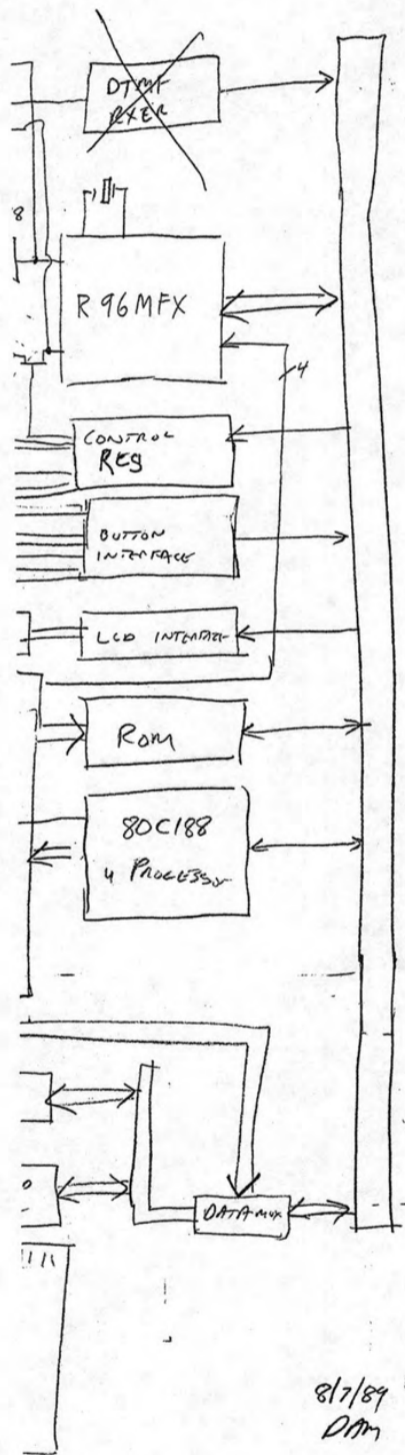 DTMF
RXER
8
R96MFX
4
CONTROL
REG
BUTTON
INTERFACE
LCD INTERFACE
ROM
80C188
u PROCESSOR
DATA MUX
8/7/89
DAM